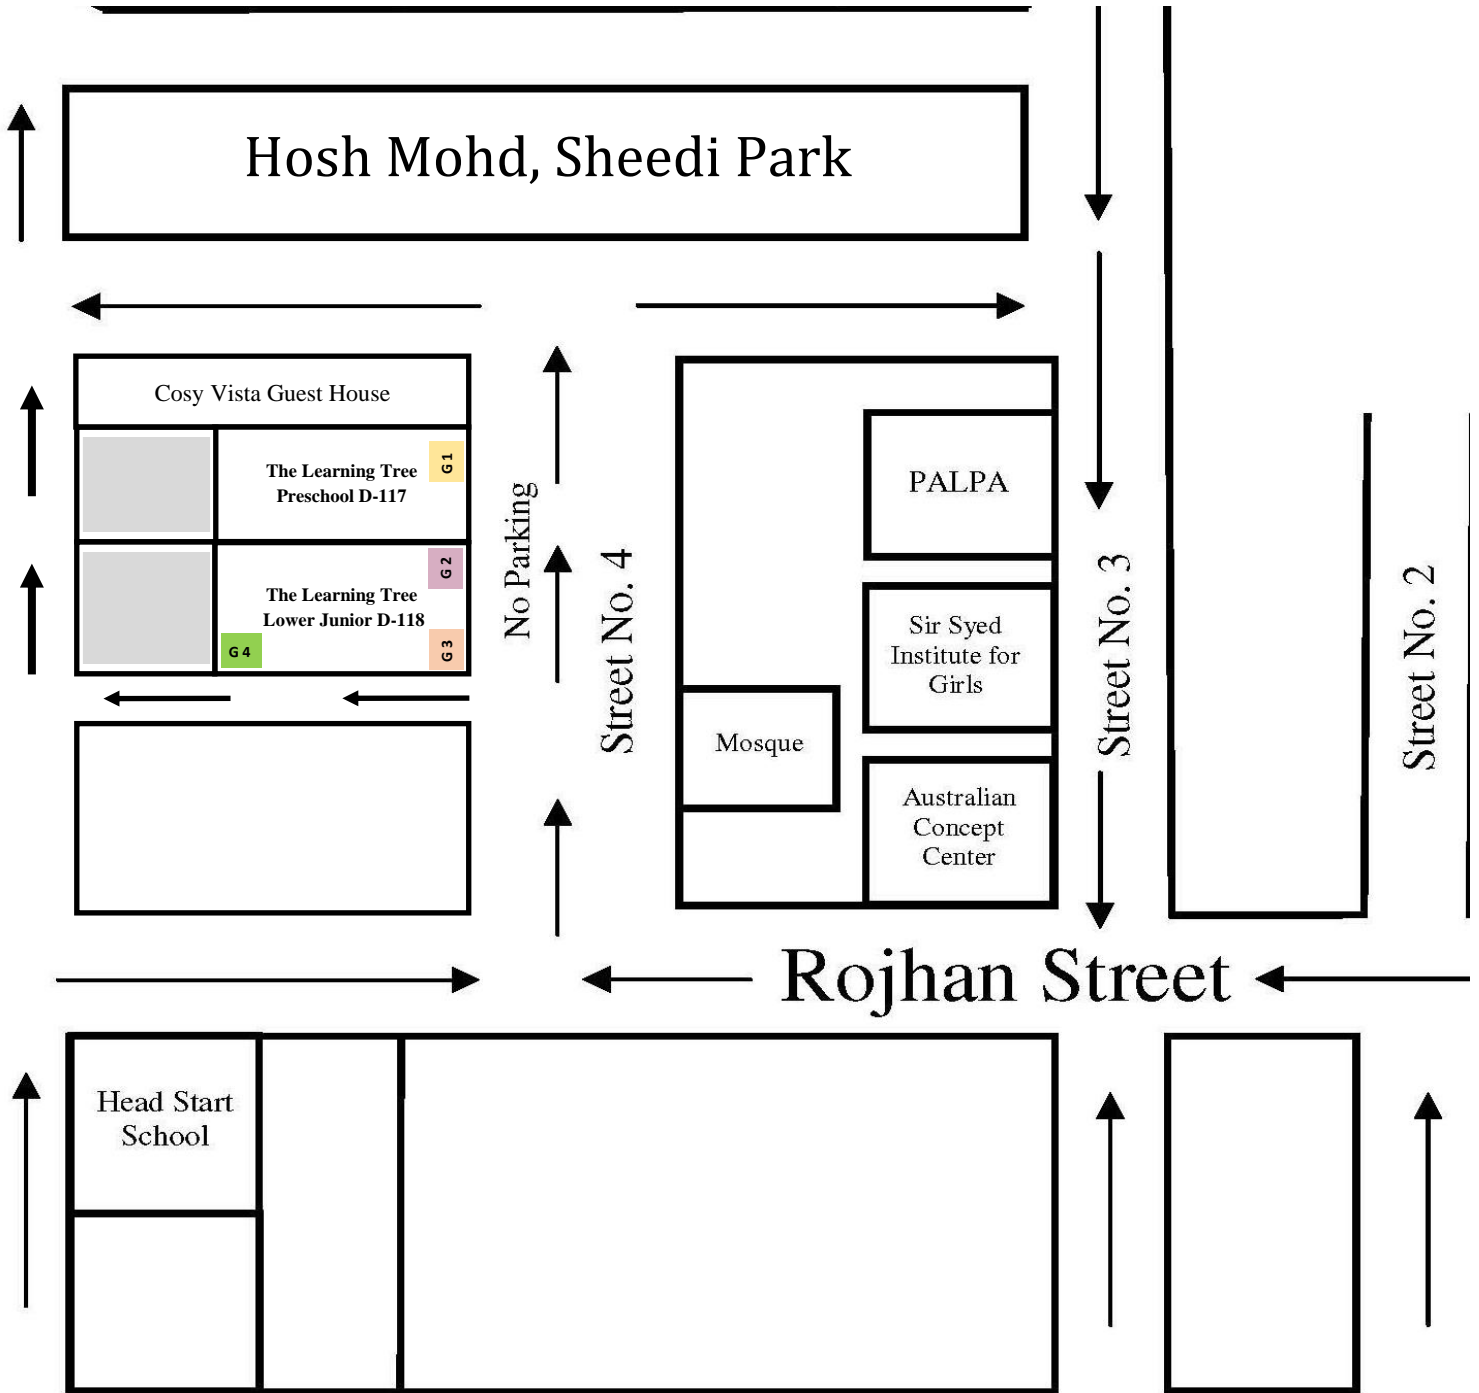 Hosh Mohd, Sheedi Park
Cosy Vista Guest House
The Learning Tree
Preschool D-117
G 1
The Learning Tree
Lower Junior D-118
G 2
G 3
G 4
No Parking
Street No. 4
PALPA
Sir Syed
Institute for
Girls
Mosque
Australian
Concept
Center
Street No. 3
Street No. 2
Rojhan Street
Head Start
School